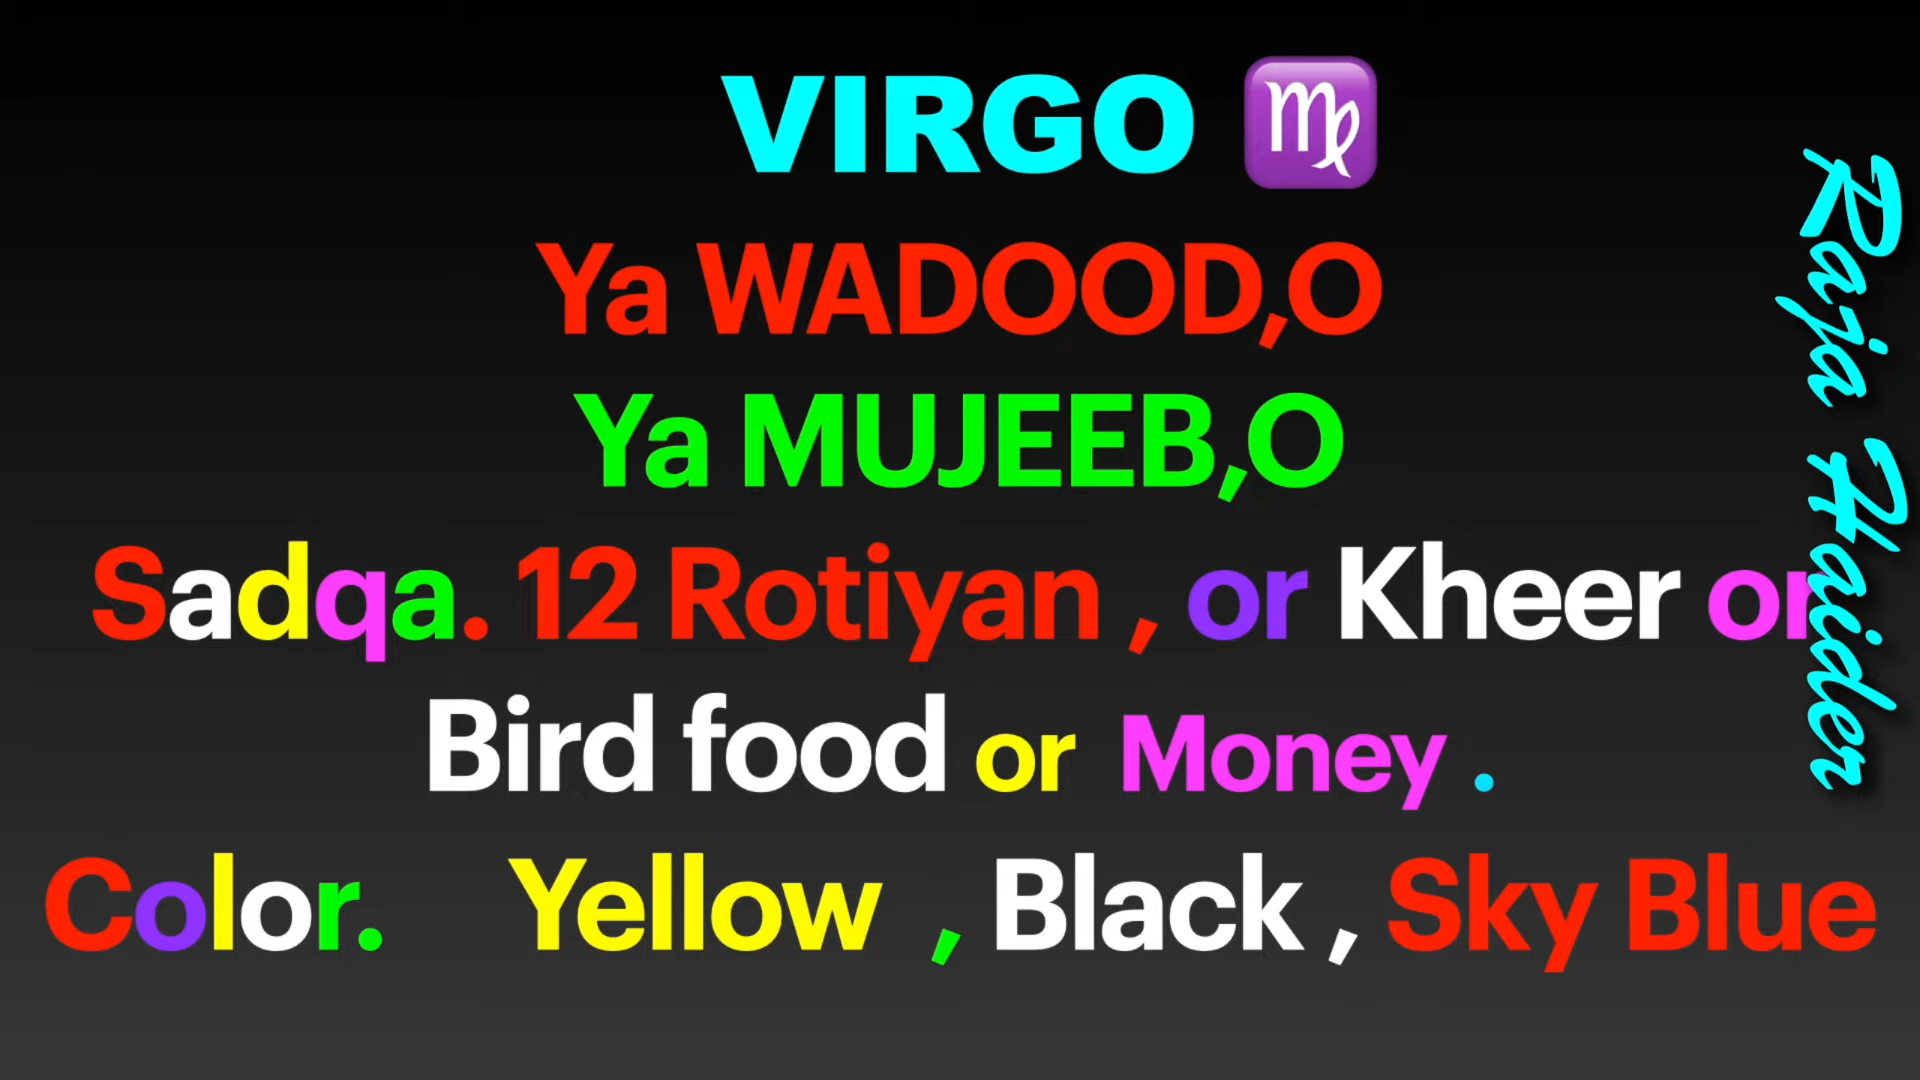 VIRGO ♍
Ya WADOOD,O
Ya MUJEEB,O
Sadqa. 12 Rotiyan , or Kheer or
Bird food or Money .
Color. Yellow , Black , Sky Blue
Raja Haider